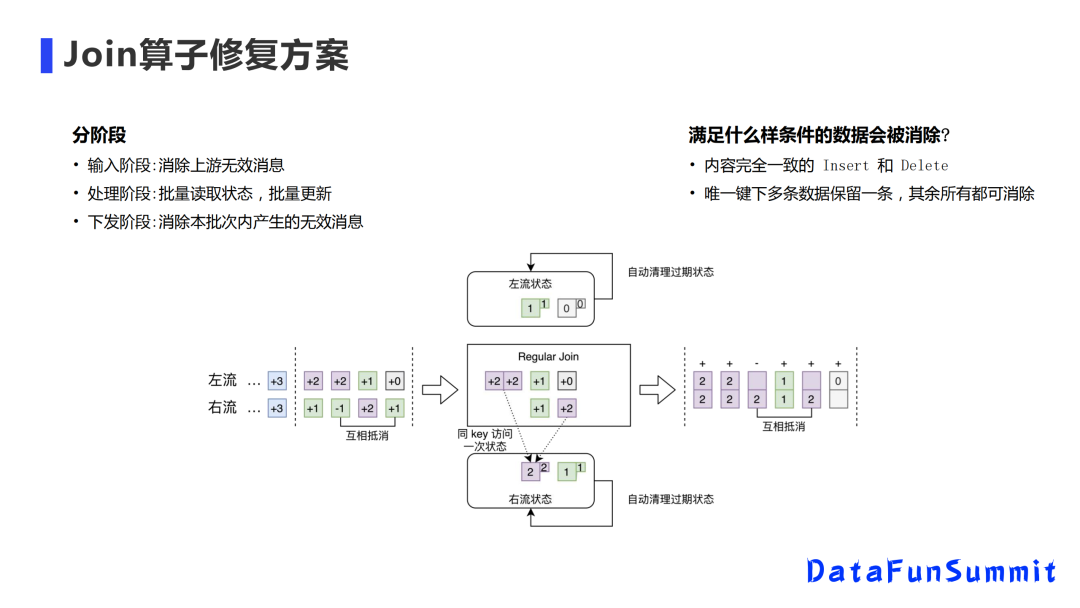 Join算子修复方案
分阶段
• 输入阶段:消除上游无效消息
• 处理阶段:批量读取状态，批量更新
• 下发阶段:消除本批次内产生的无效消息
满足什么样条件的数据会被消除?
• 内容完全一致的 Insert 和 Delete
• 唯一键下多条数据保留一条，其余所有都可消除
自动清理过期状态
左流状态
1 1 0 0
Regular Join
左流 … +3 +2 +2 +1 +0
右流 … +3 +1 -1 +2 +1
互相抵消
+2 +2 +1 +0
+1 +2
同 key 访问
一次状态
+ + - + + +
2 2 1 0
2 2 2 1 2
互相抵消
2 2 1 1
右流状态
自动清理过期状态
DataFunSummit